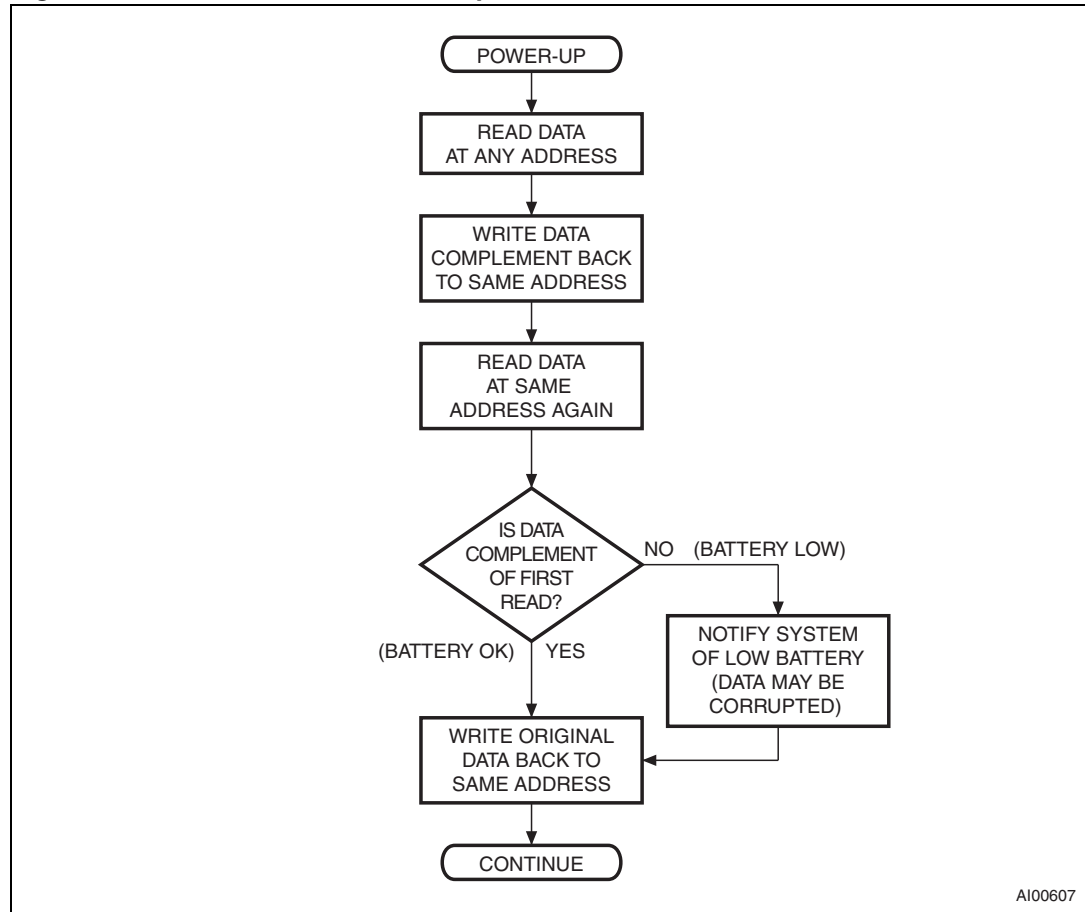 POWER-UP
READ DATA
AT ANY ADDRESS
WRITE DATA
COMPLEMENT BACK
TO SAME ADDRESS
READ DATA
AT SAME
ADDRESS AGAIN
IS DATA
COMPLEMENT
OF FIRST
READ?
NO (BATTERY LOW)
NOTIFY SYSTEM
OF LOW BATTERY
(DATA MAY BE
CORRUPTED)
(BATTERY OK) YES
WRITE ORIGINAL
DATA BACK TO
SAME ADDRESS
CONTINUE
AI00607